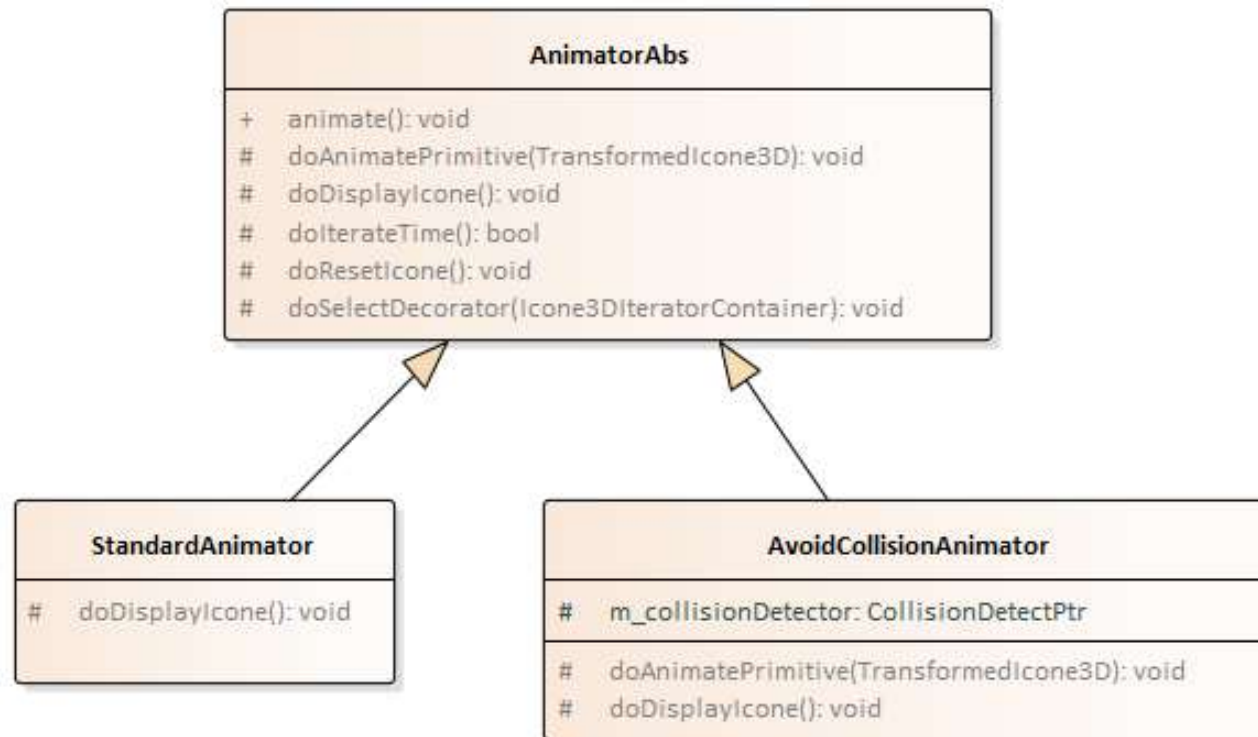 AnimatorAbs
+ animate(): void
# doAnimatePrimitive(TransformedIcone3D): void
# doDisplayIcone(): void
# doIterateTime(): bool
# doResetIcone(): void
# doSelectDecorator(Icone3DIteratorContainer): void
StandardAnimator
# doDisplayIcone(): void
AvoidCollisionAnimator
# m_collisionDetector: CollisionDetectPtr
# doAnimatePrimitive(TransformedIcone3D): void
# doDisplayIcone(): void